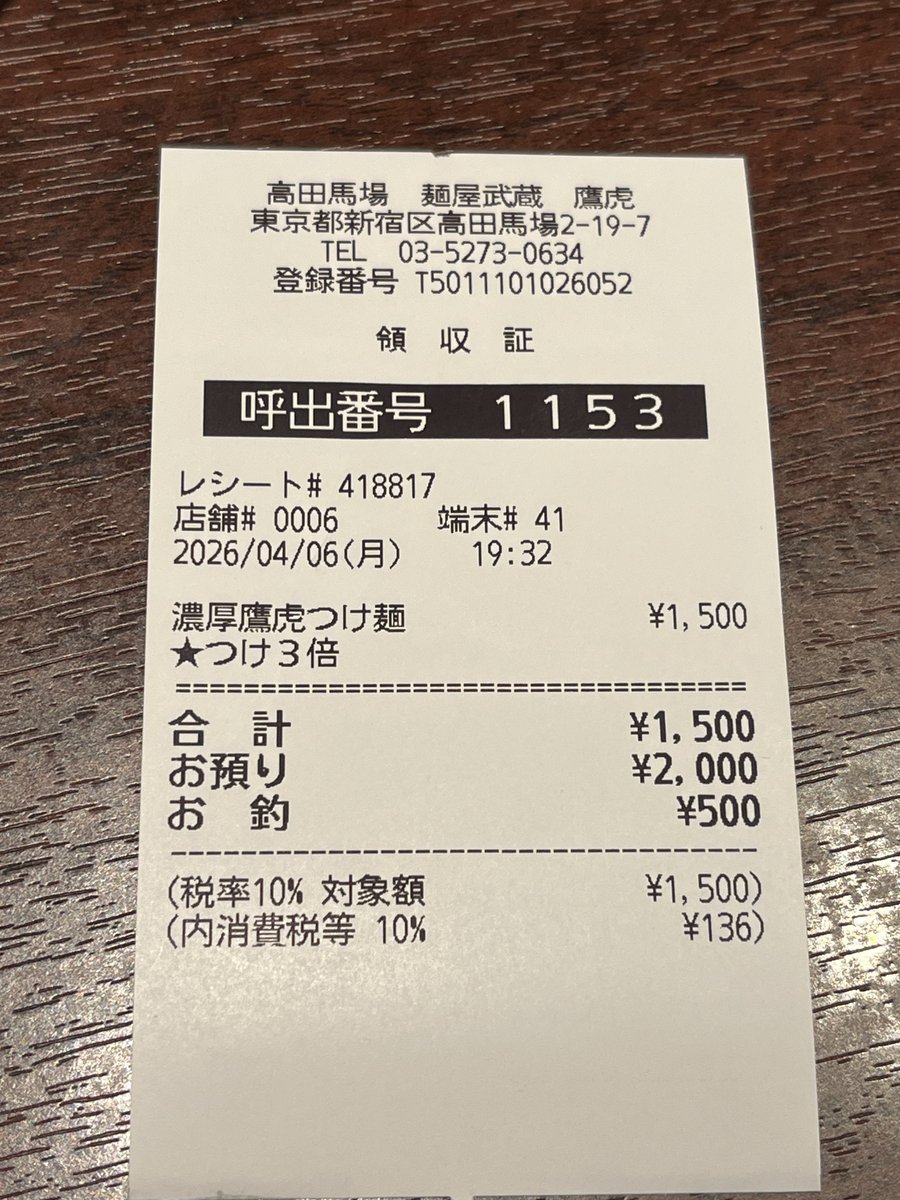 高田馬場　麺屋武蔵　鷹虎
東京都新宿区高田馬場2-19-7
TEL　03-5273-0634
登録番号 T5011101026052
領　収　証
呼出番号　１１５３
レシート# 418817
店舗# 0006　　　端末# 41
2026/04/06(月)　　19:32
濃厚鷹虎つけ麺　¥1,500
★つけ３倍
==================================
合　計　¥1,500
お預り　¥2,000
お　釣　¥500
-----------------------------------
(税率10% 対象額　¥1,500)
(内消費税等 10%　¥136)